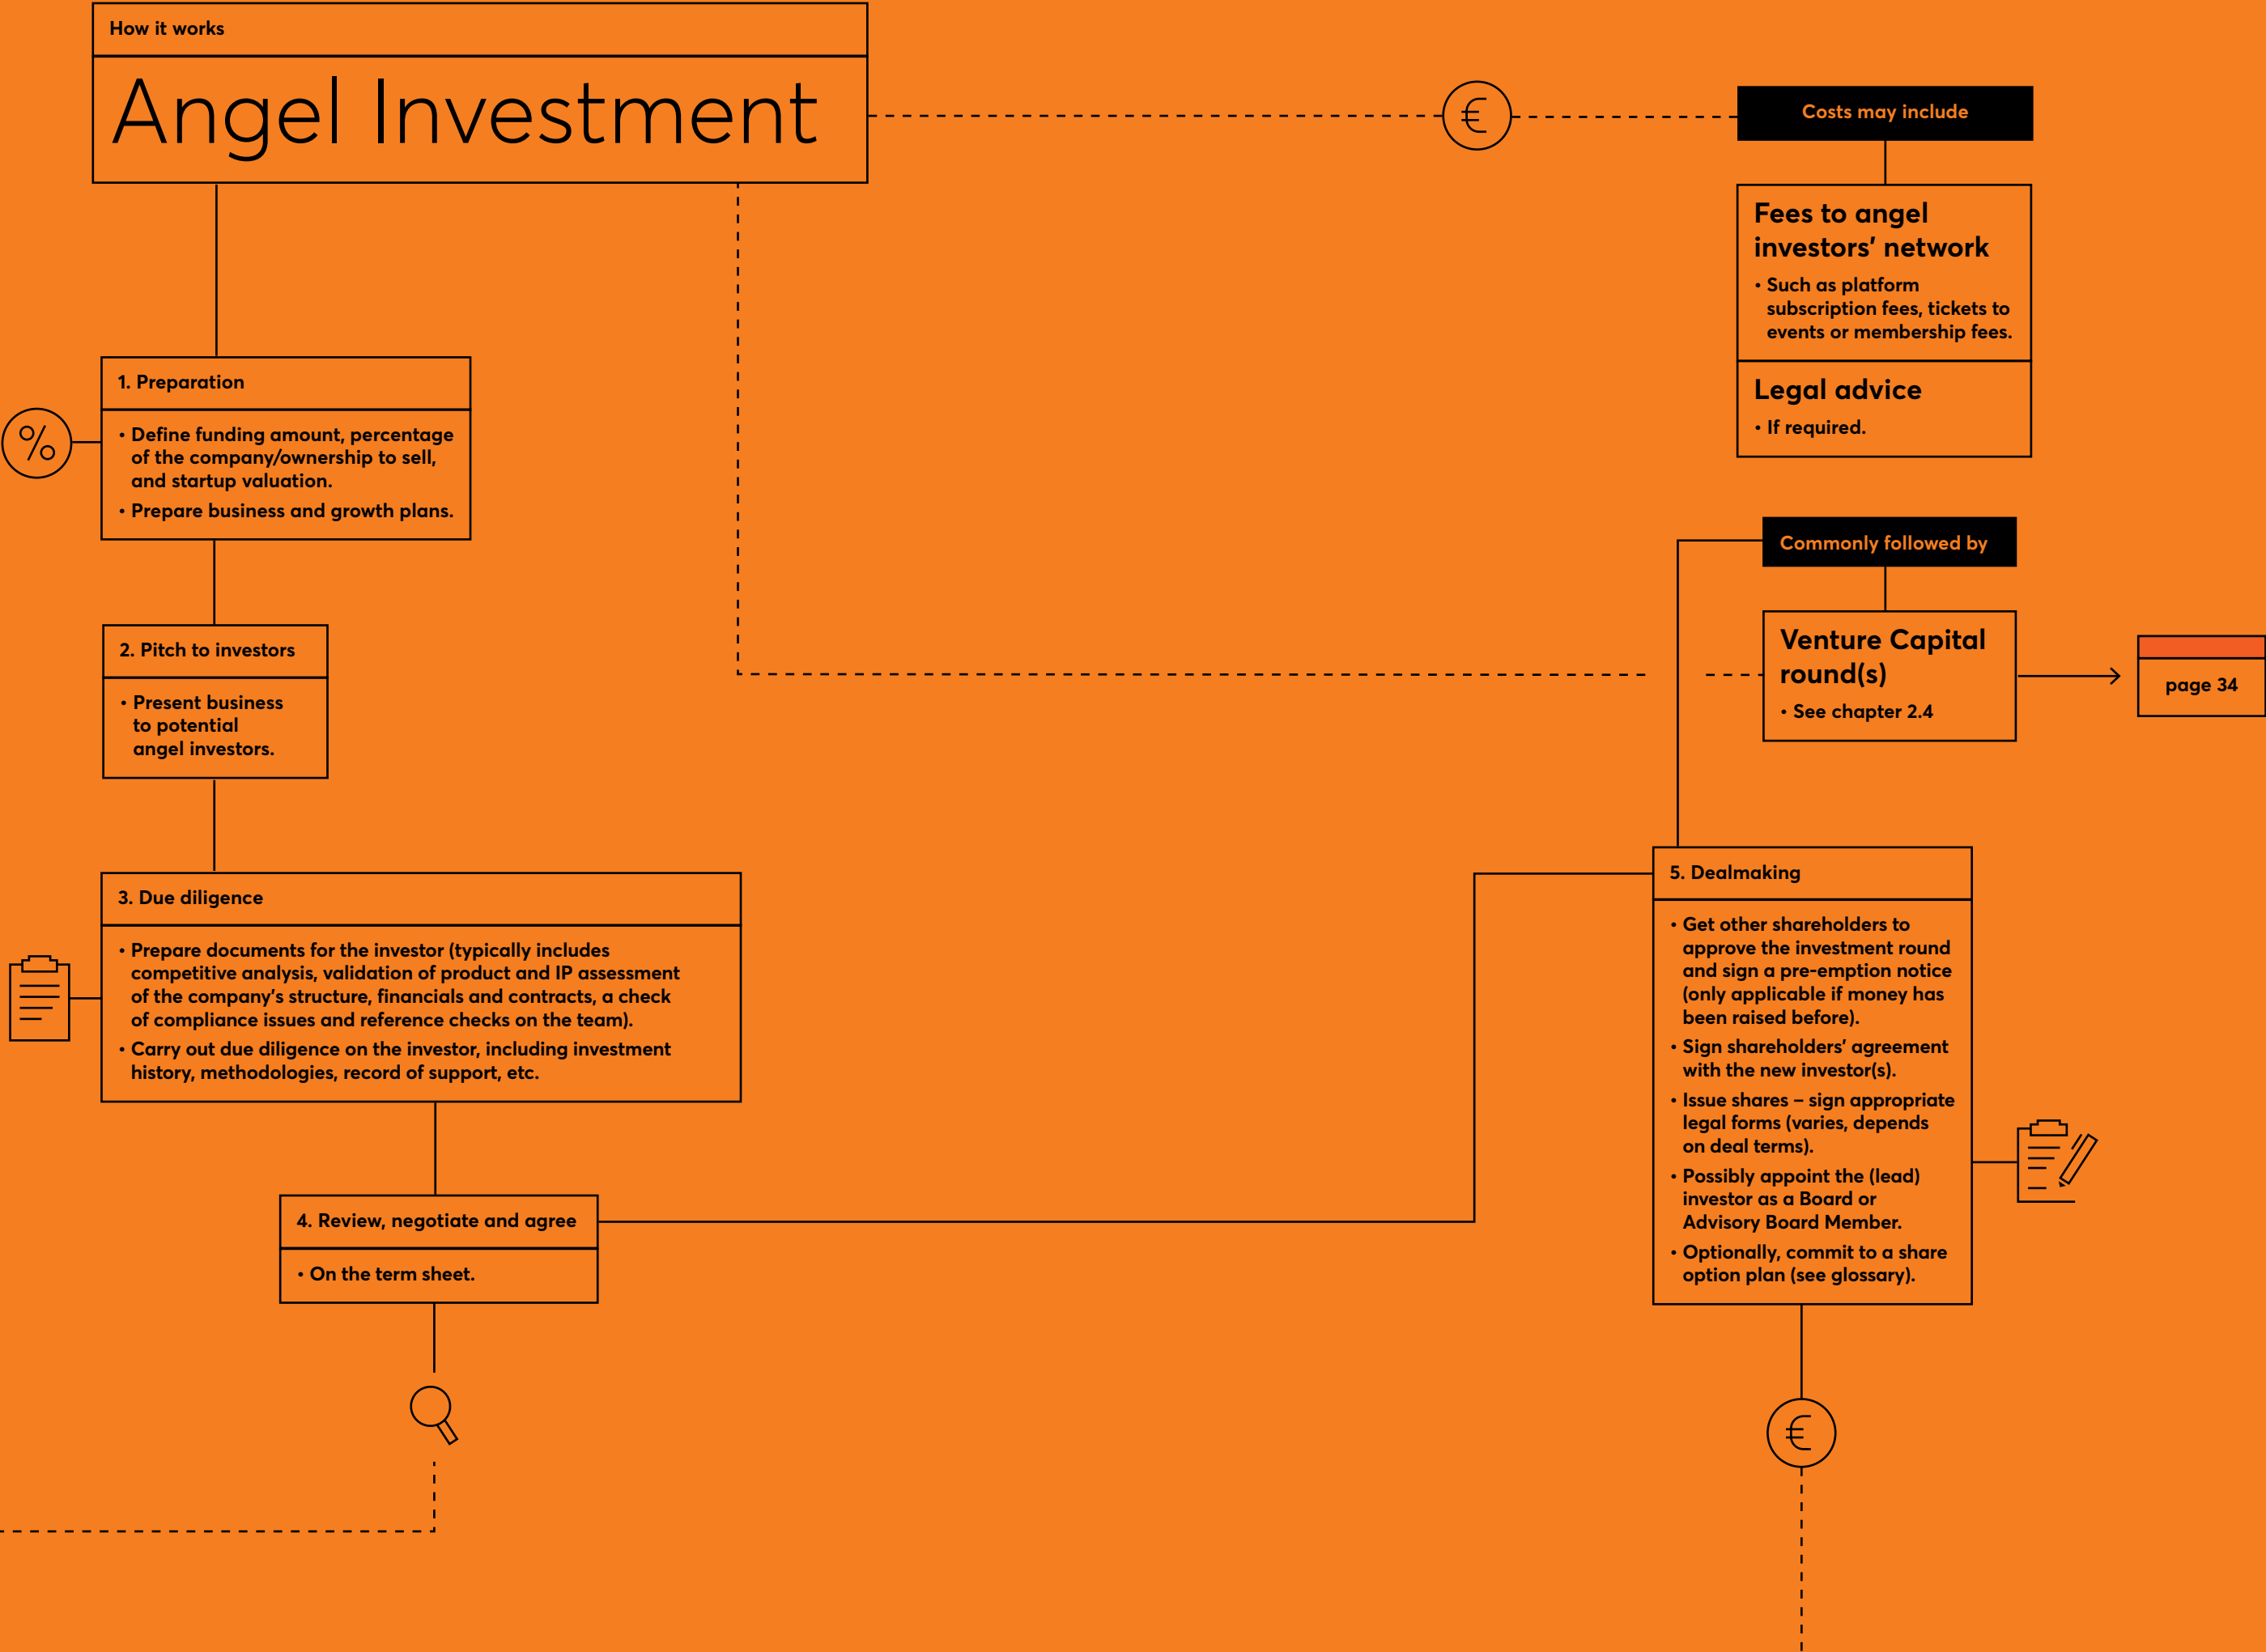 How it works
Angel Investment
€
Costs may include
Fees to angel
investors’ network
• Such as platform
subscription fees, tickets to
events or membership fees.
Legal advice
• If required.
1. Preparation
%
• Define funding amount, percentage
of the company/ownership to sell,
and startup valuation.
• Prepare business and growth plans.
2. Pitch to investors
• Present business
to potential
angel investors.
3. Due diligence
• Prepare documents for the investor (typically includes
competitive analysis, validation of product and IP assessment
of the company’s structure, financials and contracts, a check
of compliance issues and reference checks on the team).
• Carry out due diligence on the investor, including investment
history, methodologies, record of support, etc.
4. Review, negotiate and agree
• On the term sheet.
5. Dealmaking
• Get other shareholders to
approve the investment round
and sign a pre-emption notice
(only applicable if money has
been raised before).
• Sign shareholders’ agreement
with the new investor(s).
• Issue shares – sign appropriate
legal forms (varies, depends
on deal terms).
• Possibly appoint the (lead)
investor as a Board or
Advisory Board Member.
• Optionally, commit to a share
option plan (see glossary).
€
Commonly followed by
Venture Capital
round(s)
• See chapter 2.4
page 34